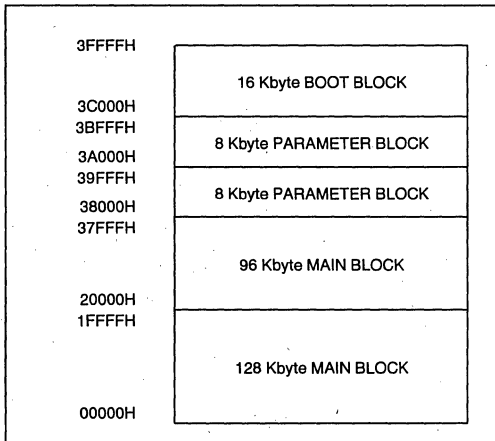 3FFFFH
16 Kbyte BOOT BLOCK
3C000H
3BFFFH
8 Kbyte PARAMETER BLOCK
3A000H
39FFFH
8 Kbyte PARAMETER BLOCK
38000H
37FFFH
96 Kbyte MAIN BLOCK
20000H
1FFFFH
128 Kbyte MAIN BLOCK
00000H